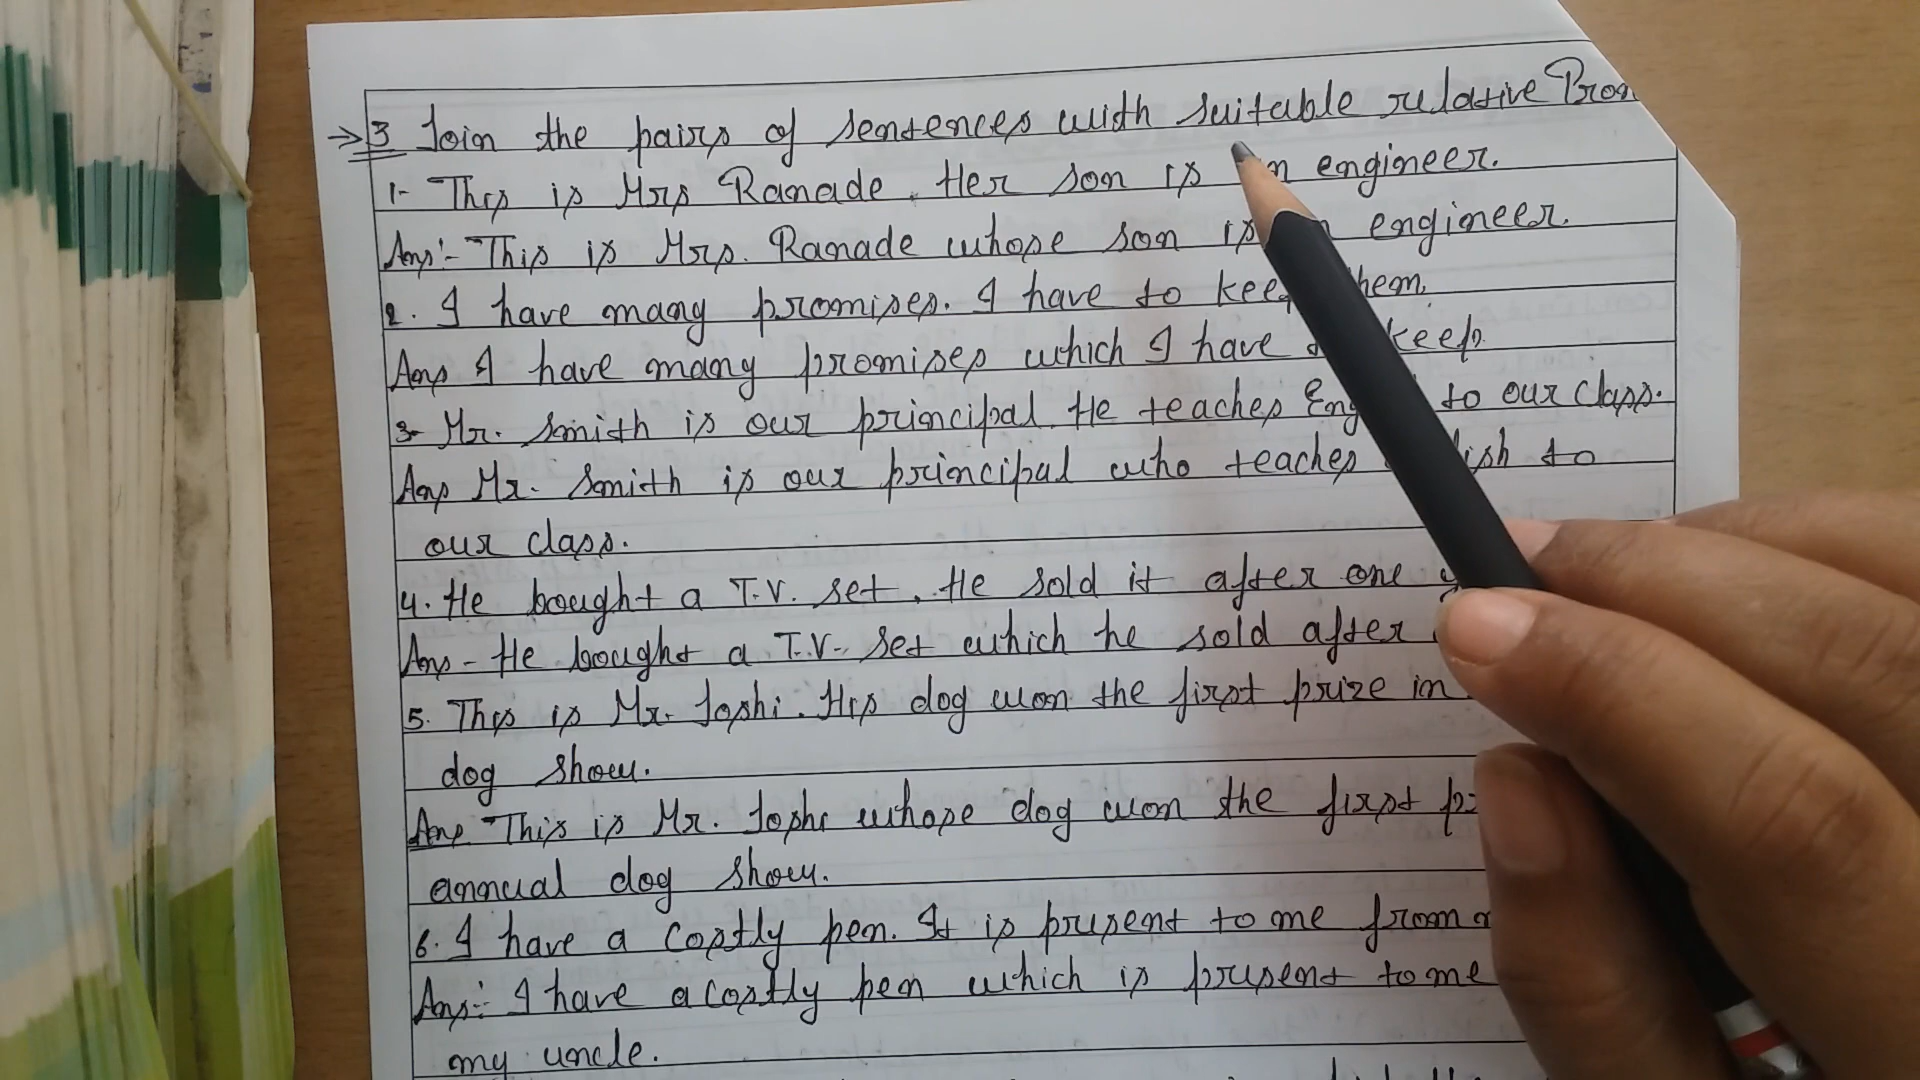 → 3 Join the pairs of sentences with suitable relative Pron
1- This is Mrs Ranade. Her son is engineer.
Ans:- This is Mrs. Ranade whose son is engineer.
2. I have many promises. I have to keep them.
Ans I have many promises which I have keep.
3- Mr. Smith is our principal. He teaches Eng to our class.
Ans Mr. Smith is our principal who teaches to
our class.
4. He bought a T.V. set. He sold it after one
Ans- He bought a T.V. set which he sold after
5. This is Mr. Joshi. His dog won the first prize in
dog show.
Ans This is Mr. Joshi whose dog won the first
annual dog show.
6. I have a costly pen. It is present to me from
Ans:- I have a costly pen which is present to me
my uncle.